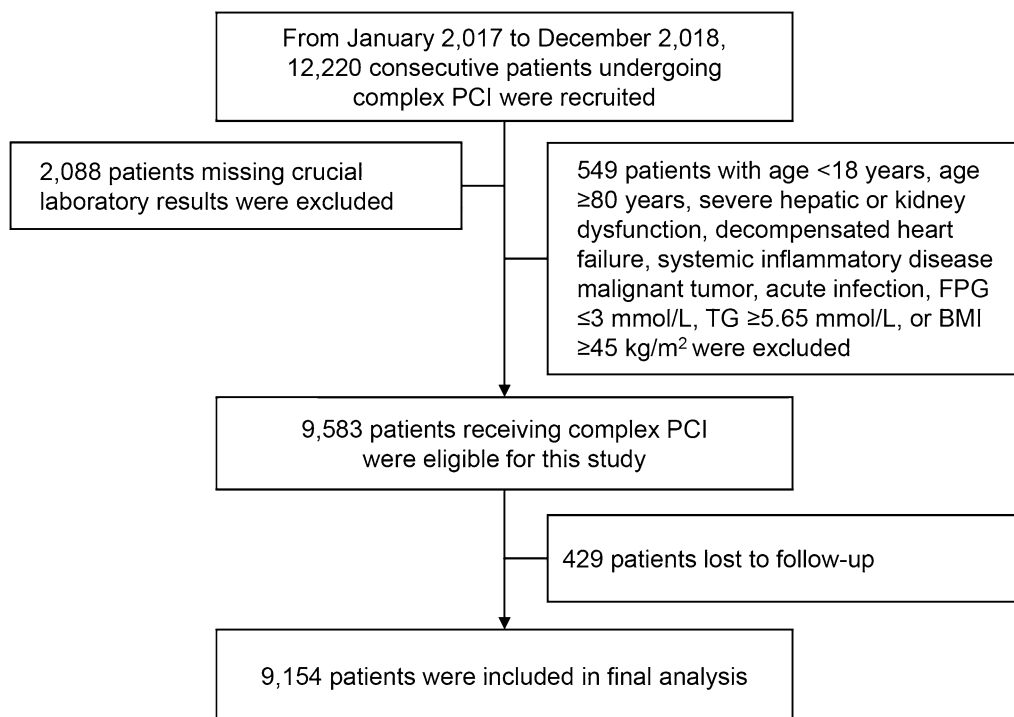 From January 2,017 to December 2,018,
12,220 consecutive patients undergoing
complex PCI were recruited
2,088 patients missing crucial
laboratory results were excluded
549 patients with age <18 years, age
≥80 years, severe hepatic or kidney
dysfunction, decompensated heart
failure, systemic inflammatory disease
malignant tumor, acute infection, FPG
≤3 mmol/L, TG ≥5.65 mmol/L, or BMI
≥45 kg/m² were excluded
9,583 patients receiving complex PCI
were eligible for this study
429 patients lost to follow-up
9,154 patients were included in final analysis